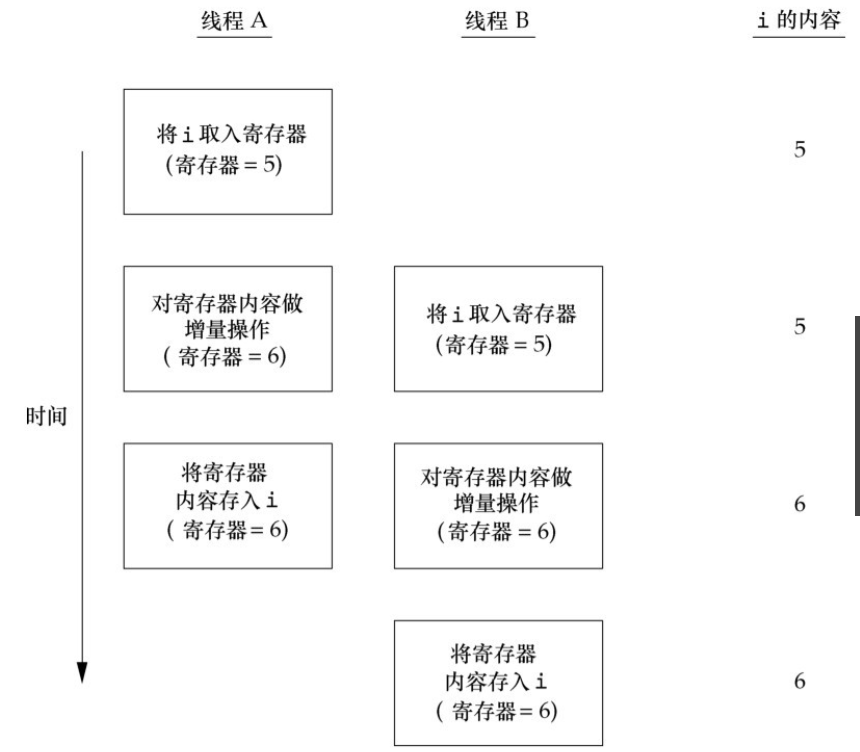 线程 A
线程 B
i 的内容
将 i 取入寄存器
(寄存器 = 5)
5
对寄存器内容做
增量操作
( 寄存器 = 6)
将 i 取入寄存器
(寄存器 = 5)
5
时间
将寄存器
内容存入 i
( 寄存器 = 6)
对寄存器内容做
增量操作
(寄存器 = 6)
6
将寄存器
内容存入 i
( 寄存器 = 6)
6